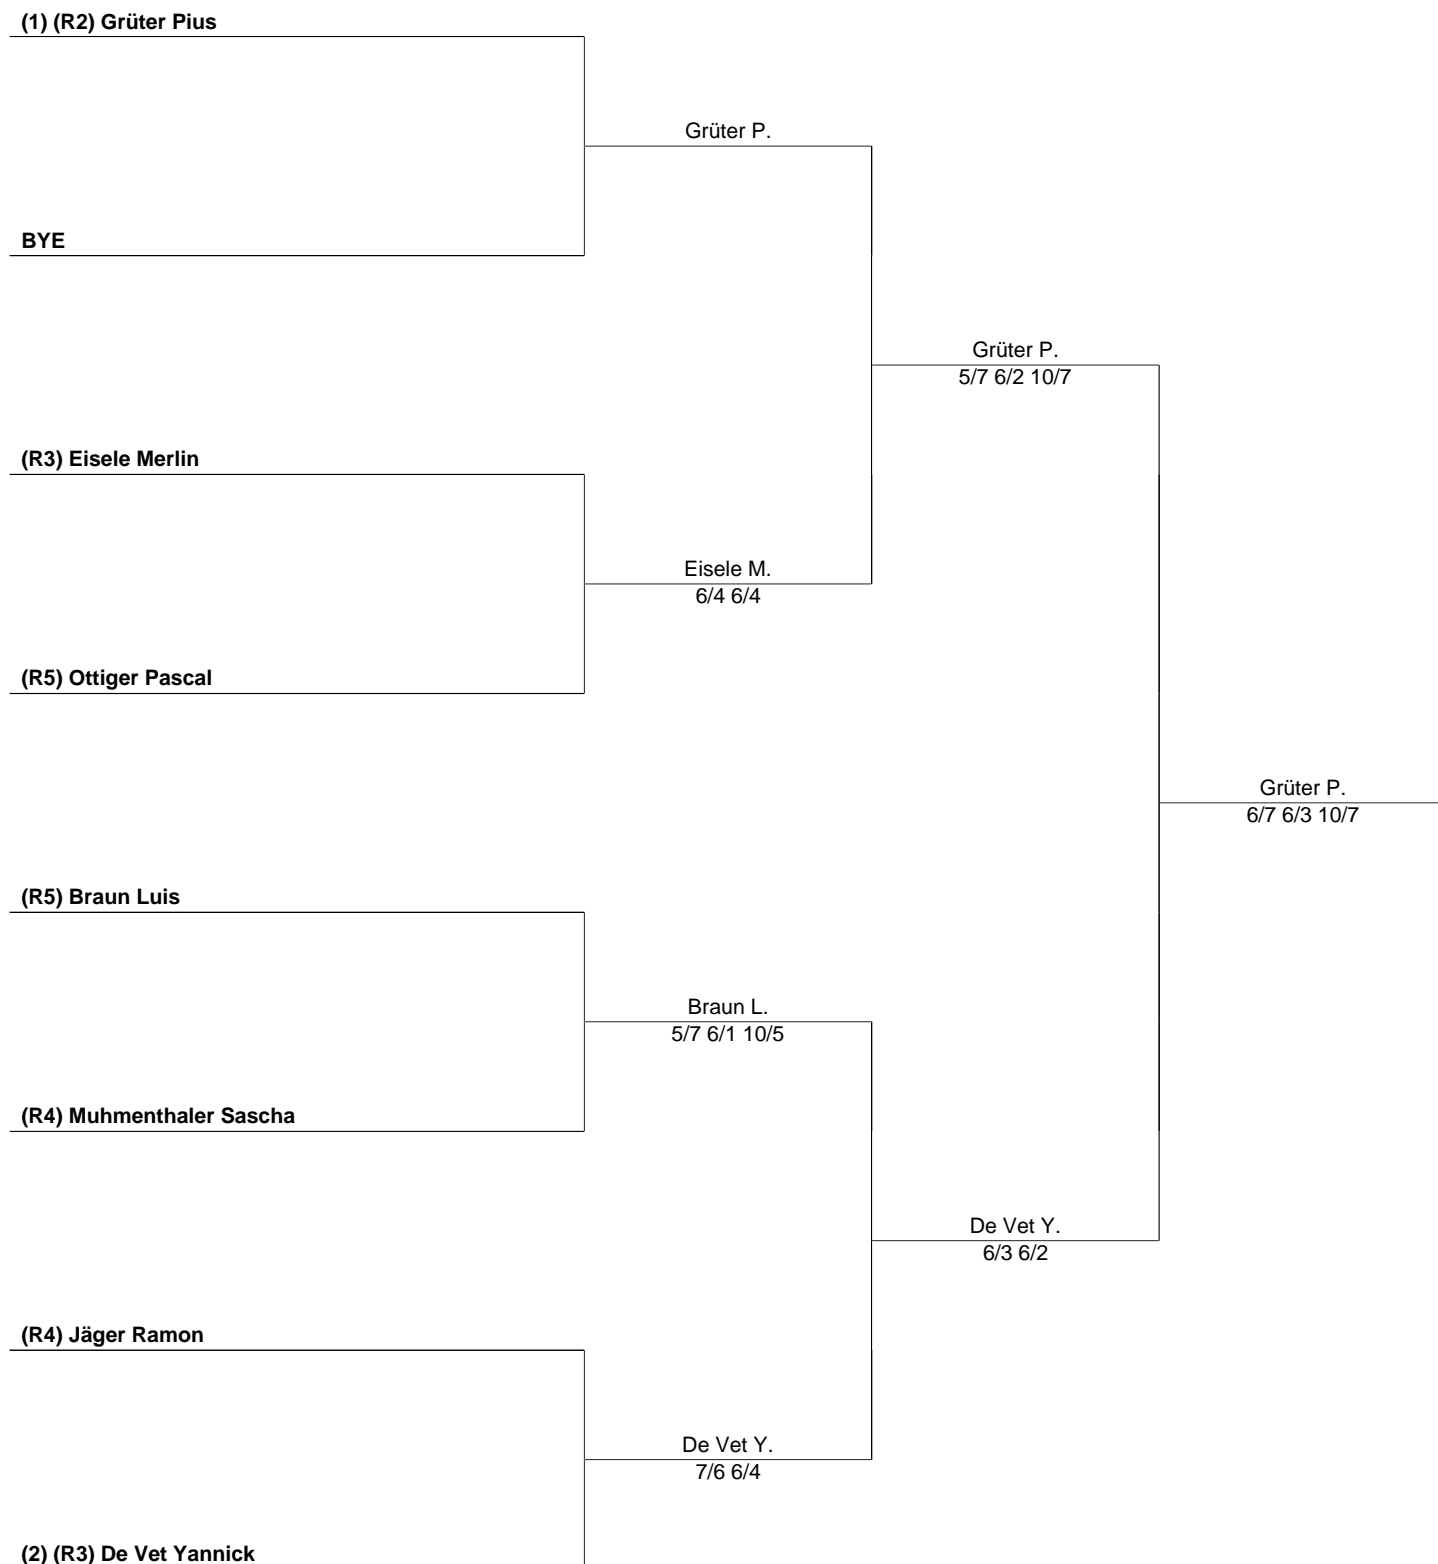 (1) (R2) Grüter Pius
Grüter P.
BYE
Grüter P.
5/7 6/2 10/7
(R3) Eisele Merlin
Eisele M.
6/4 6/4
(R5) Ottiger Pascal
Grüter P.
6/7 6/3 10/7
(R5) Braun Luis
Braun L.
5/7 6/1 10/5
(R4) Muhmenthaler Sascha
De Vet Y.
6/3 6/2
(R4) Jäger Ramon
De Vet Y.
7/6 6/4
(2) (R3) De Vet Yannick